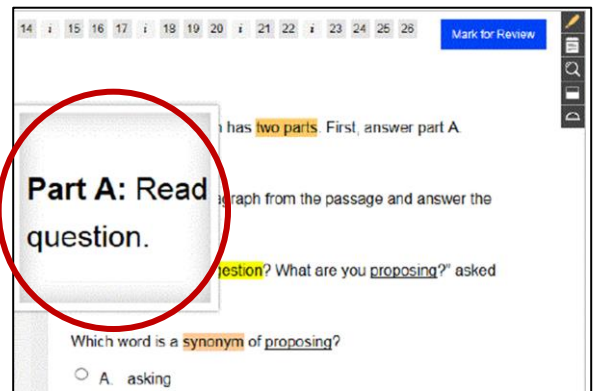 14 i 15 16 17 i 18 19 20 i 21 22 i 23 24 25 26 Mark for Review
has two parts. First, answer part A.
Part A: Read
graph from the passage and answer the
question.
gestion? What are you proposing?" asked
Which word is a synonym of proposing?
A. asking